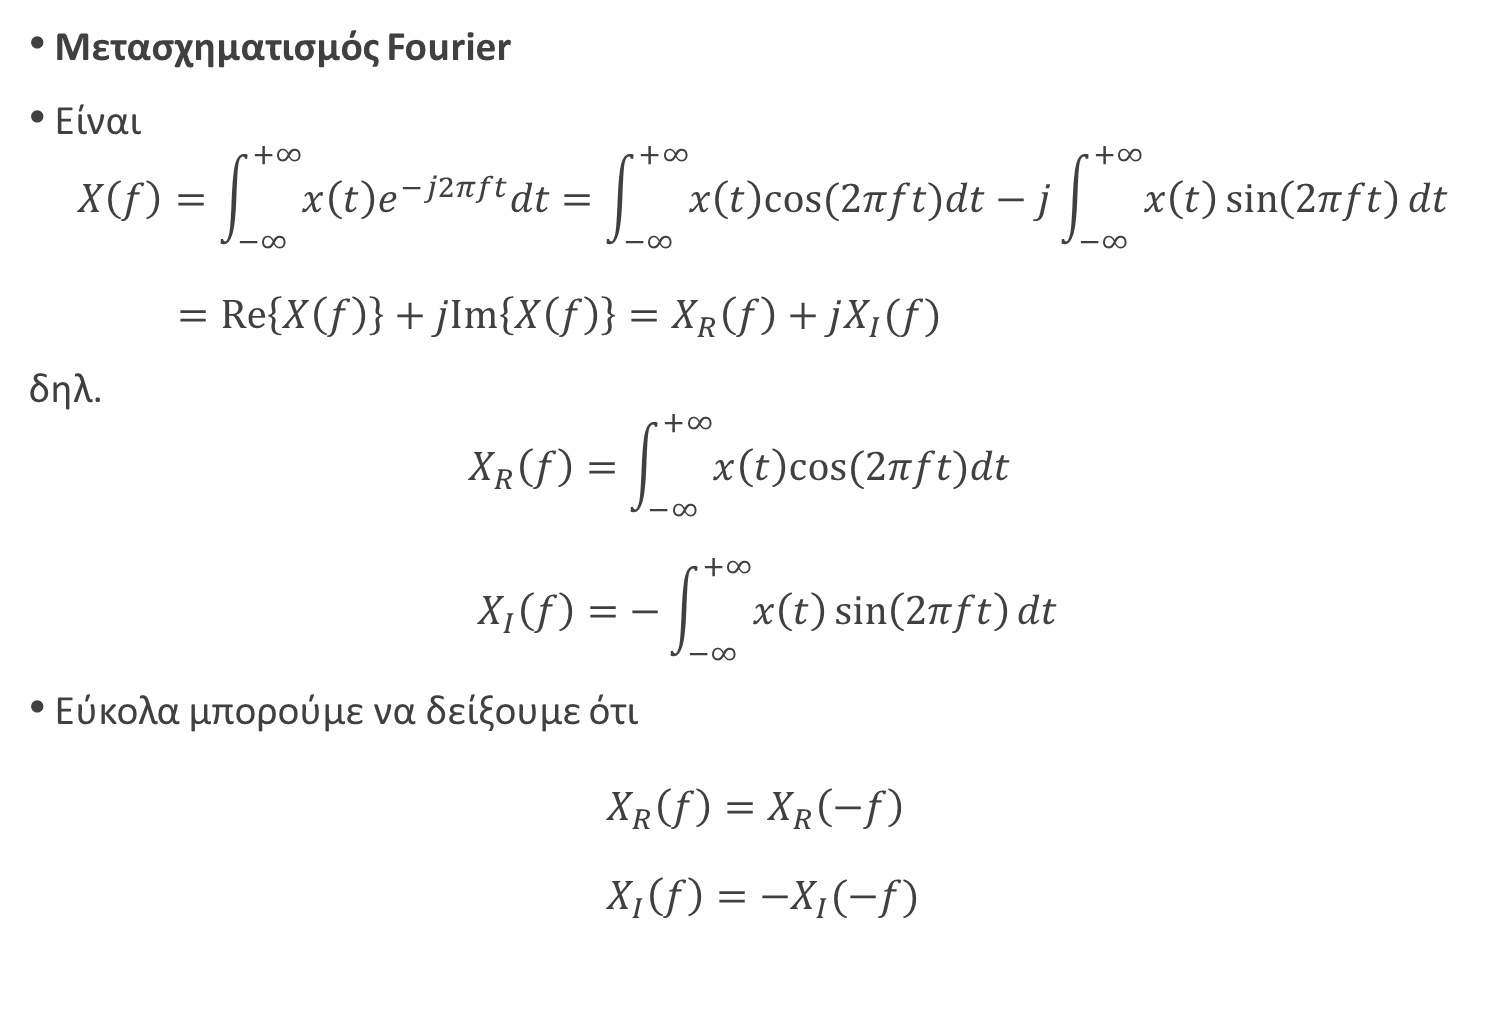 • Μετασχηματισμός Fourier
• Είναι
X(f) = ∫_{−∞}^{+∞} x(t)e^{−j2πft}dt = ∫_{−∞}^{+∞} x(t)cos(2πft)dt − j ∫_{−∞}^{+∞} x(t) sin(2πft) dt
= Re{X(f)} + jIm{X(f)} = X_R(f) + jX_I(f)
δηλ.
X_R(f) = ∫_{−∞}^{+∞} x(t)cos(2πft)dt
X_I(f) = − ∫_{−∞}^{+∞} x(t) sin(2πft) dt
• Εύκολα μπορούμε να δείξουμε ότι
X_R(f) = X_R(−f)
X_I(f) = −X_I(−f)